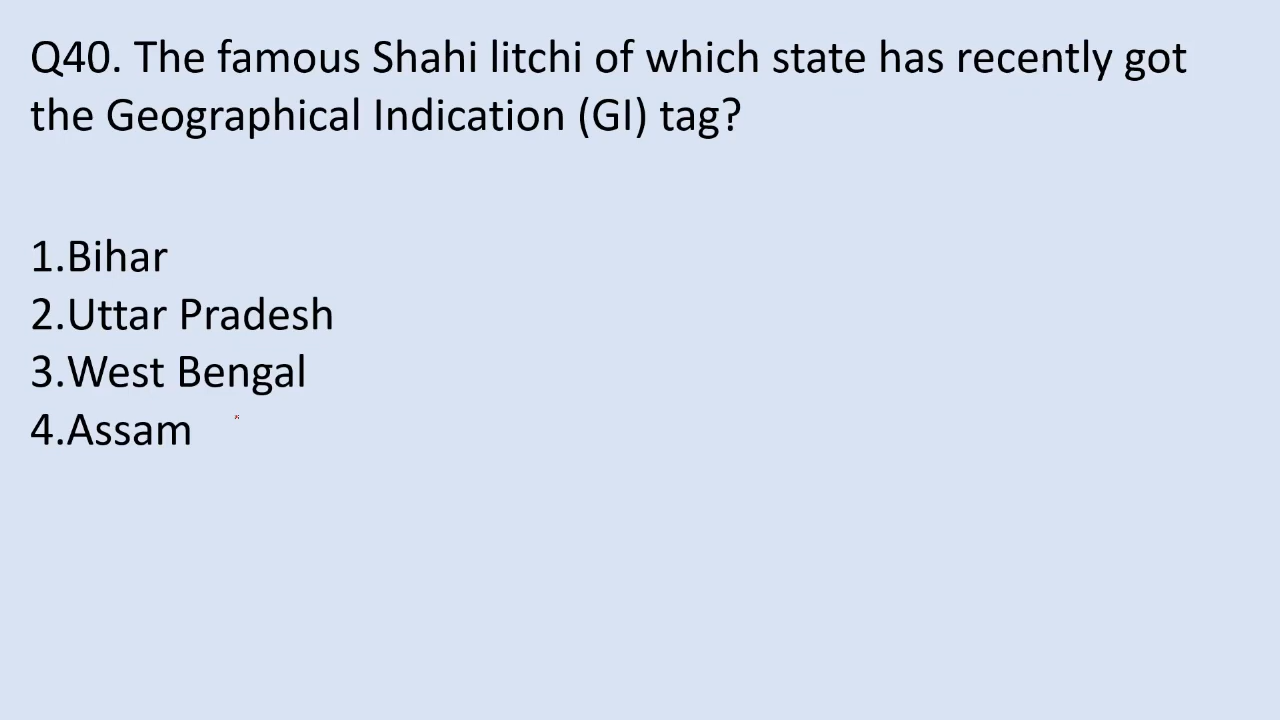 Q40. The famous Shahi litchi of which state has recently got
the Geographical Indication (GI) tag?
1.Bihar
2.Uttar Pradesh
3.West Bengal
4.Assam